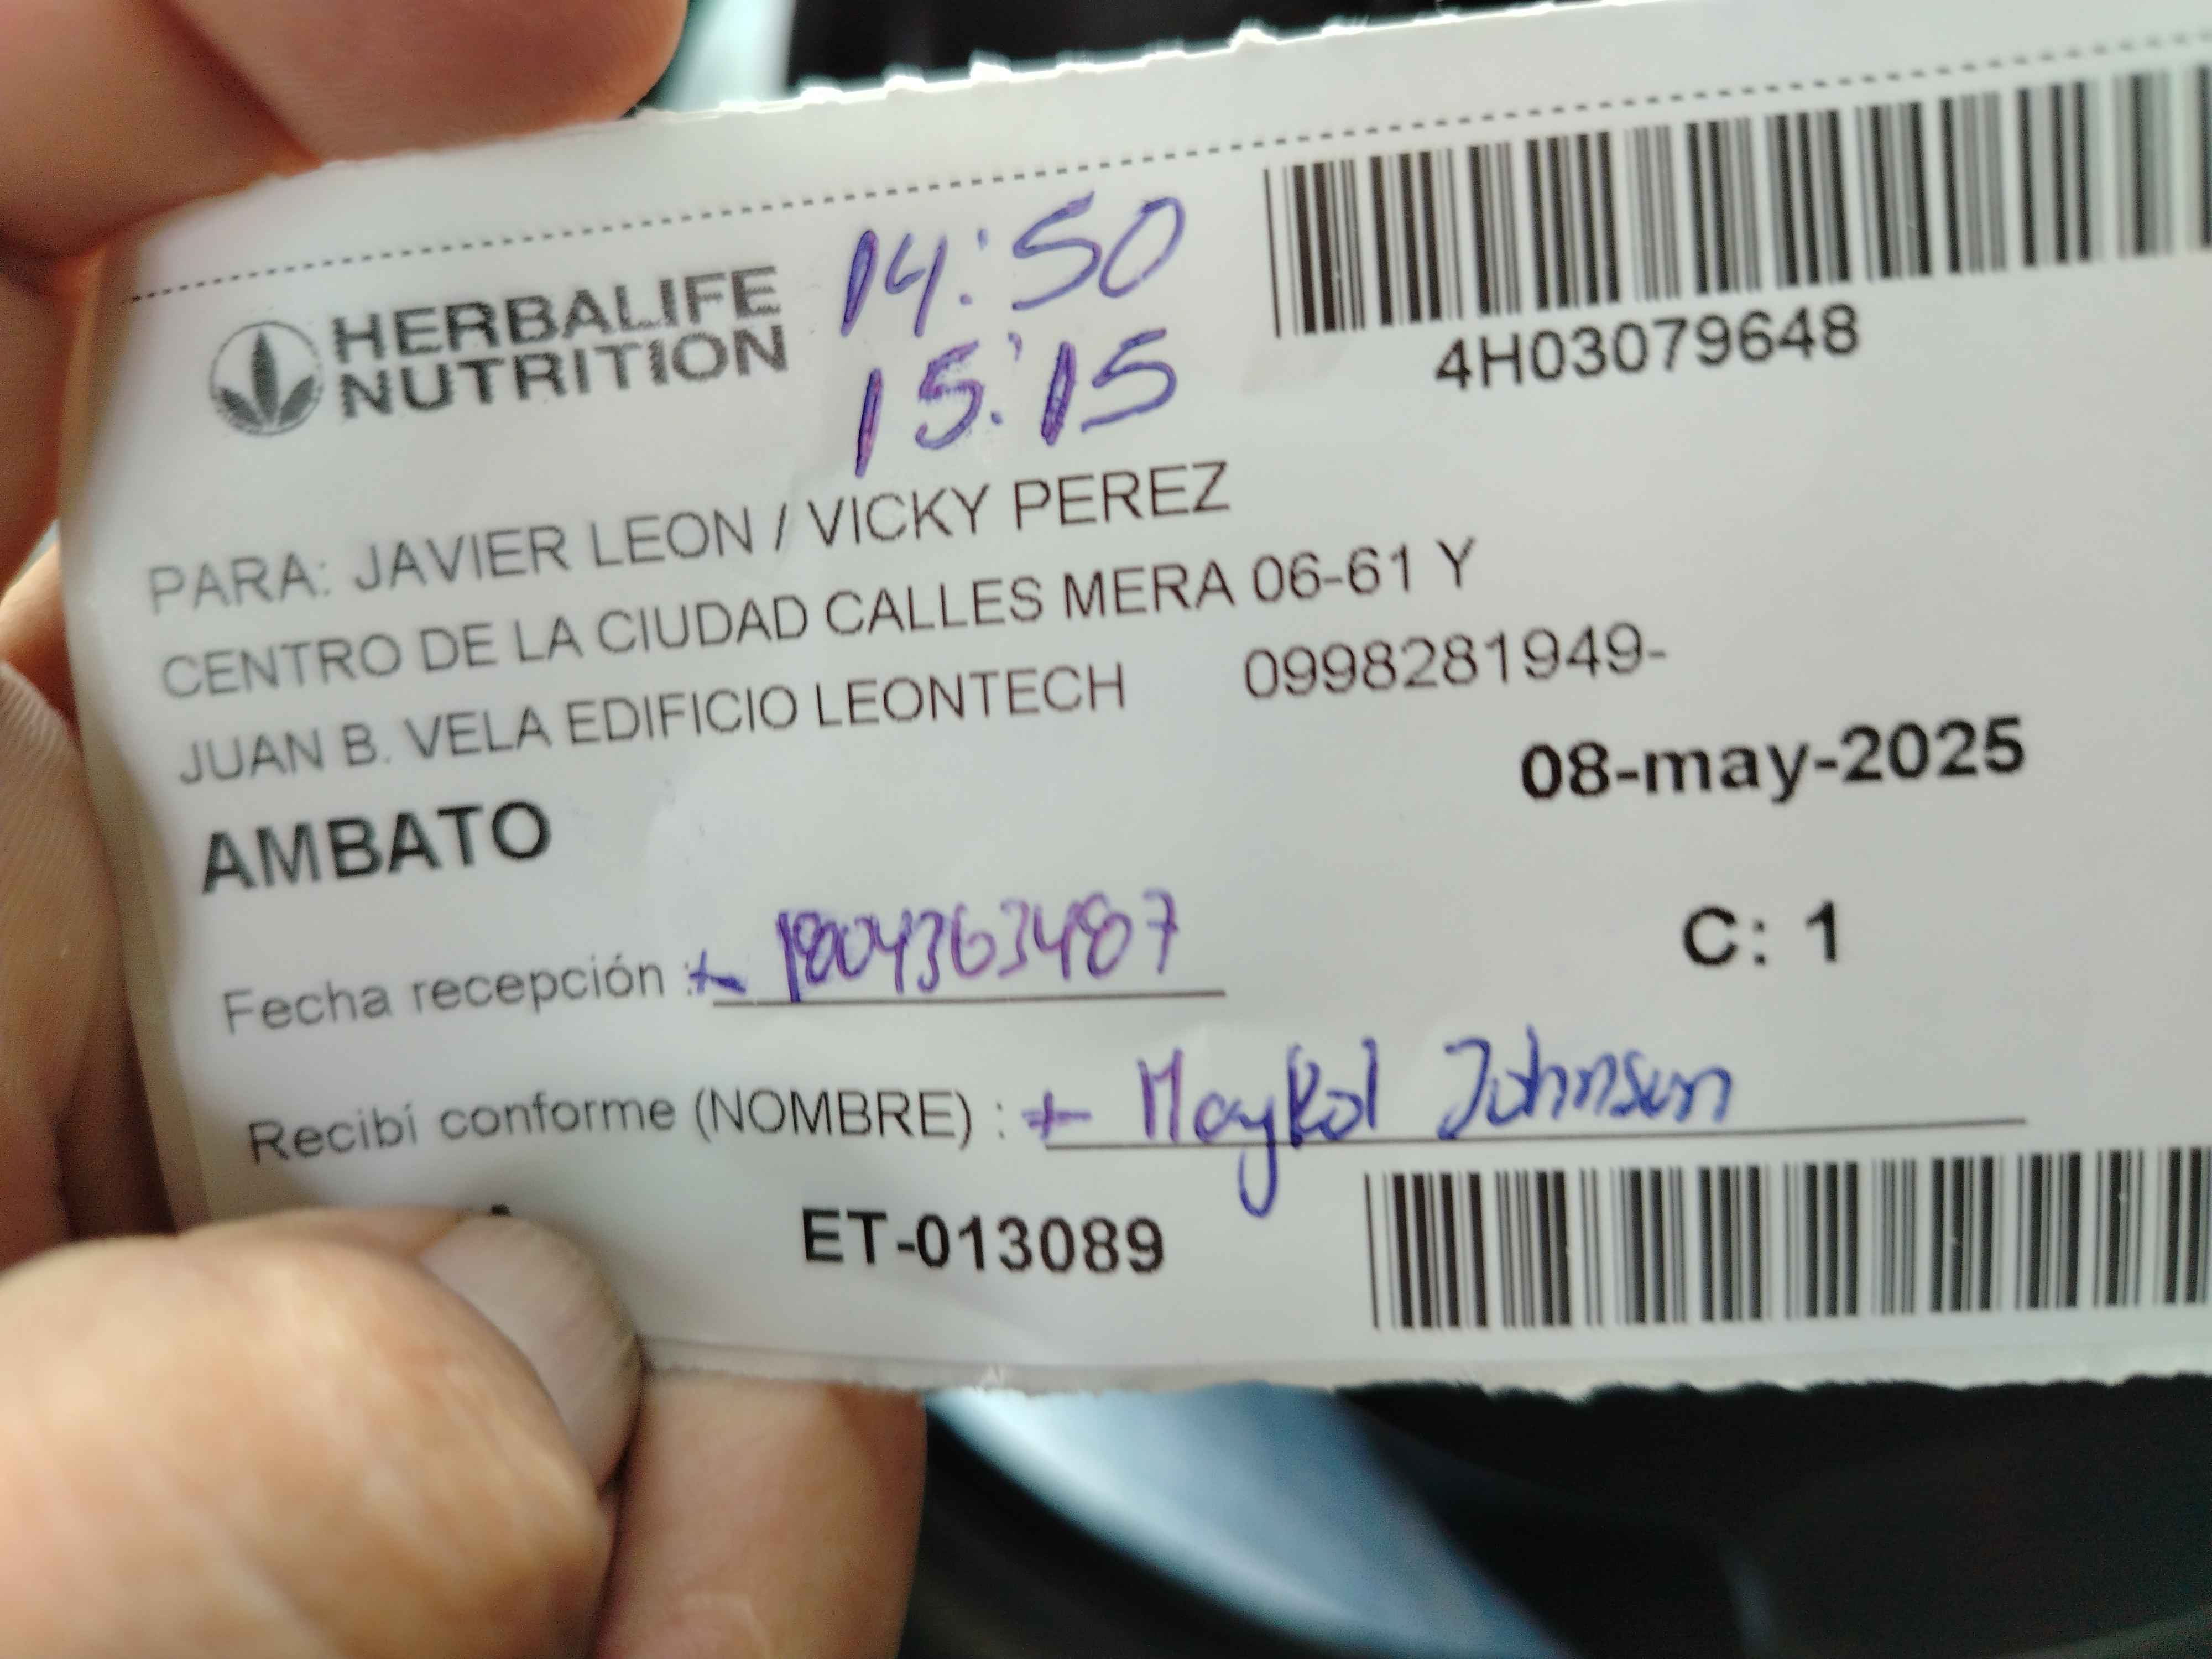 HERBALIFE
NUTRITION
14:50
15:15
4H03079648
PARA: JAVIER LEON / VICKY PEREZ
CENTRO DE LA CIUDAD CALLES MERA 06-61 Y
JUAN B. VELA EDIFICIO LEONTECH 0998281949-
08-may-2025
AMBATO
C: 1
Fecha recepción : 1804363487
Recibí conforme (NOMBRE) : Maykol Johnson
ET-013089